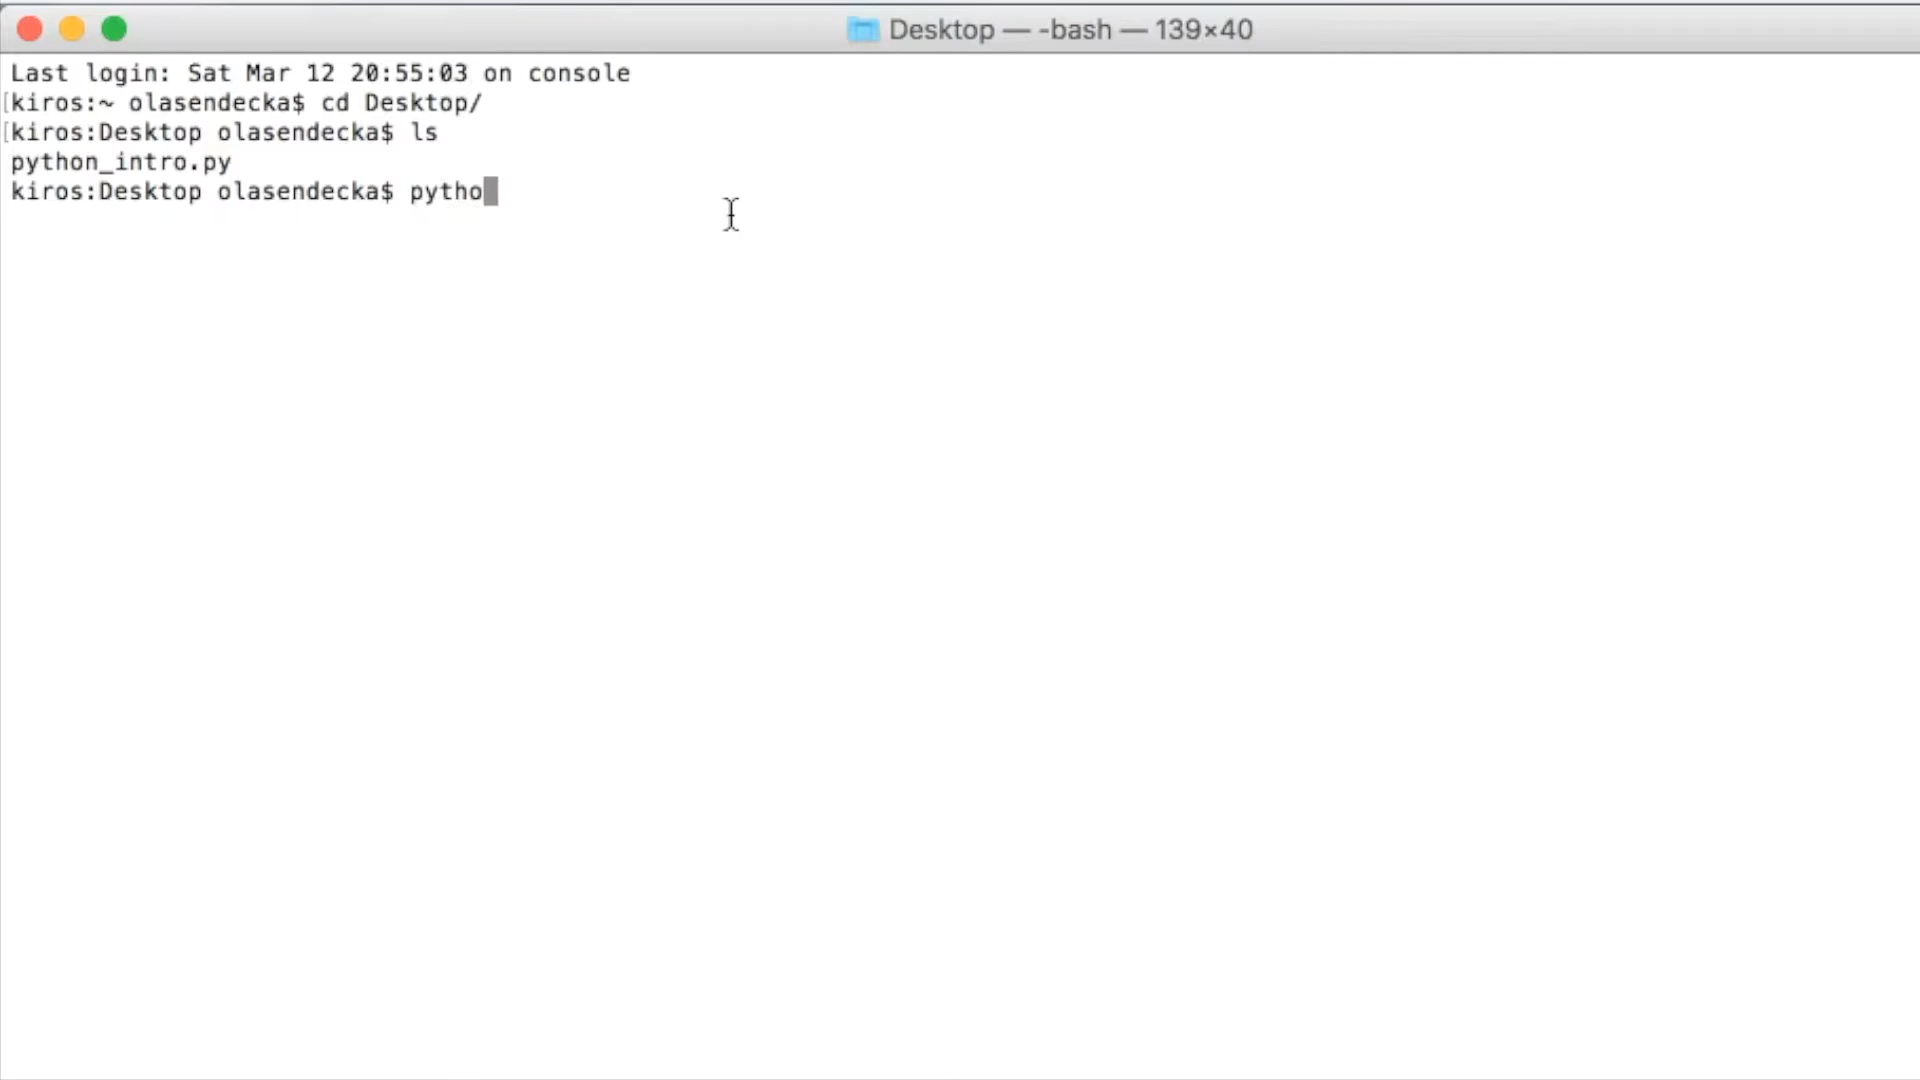 Desktop — -bash — 139×40
Last login: Sat Mar 12 20:55:03 on console
[kiros:~ olasendecka$ cd Desktop/
[kiros:Desktop olasendecka$ ls
python_intro.py
kiros:Desktop olasendecka$ pytho